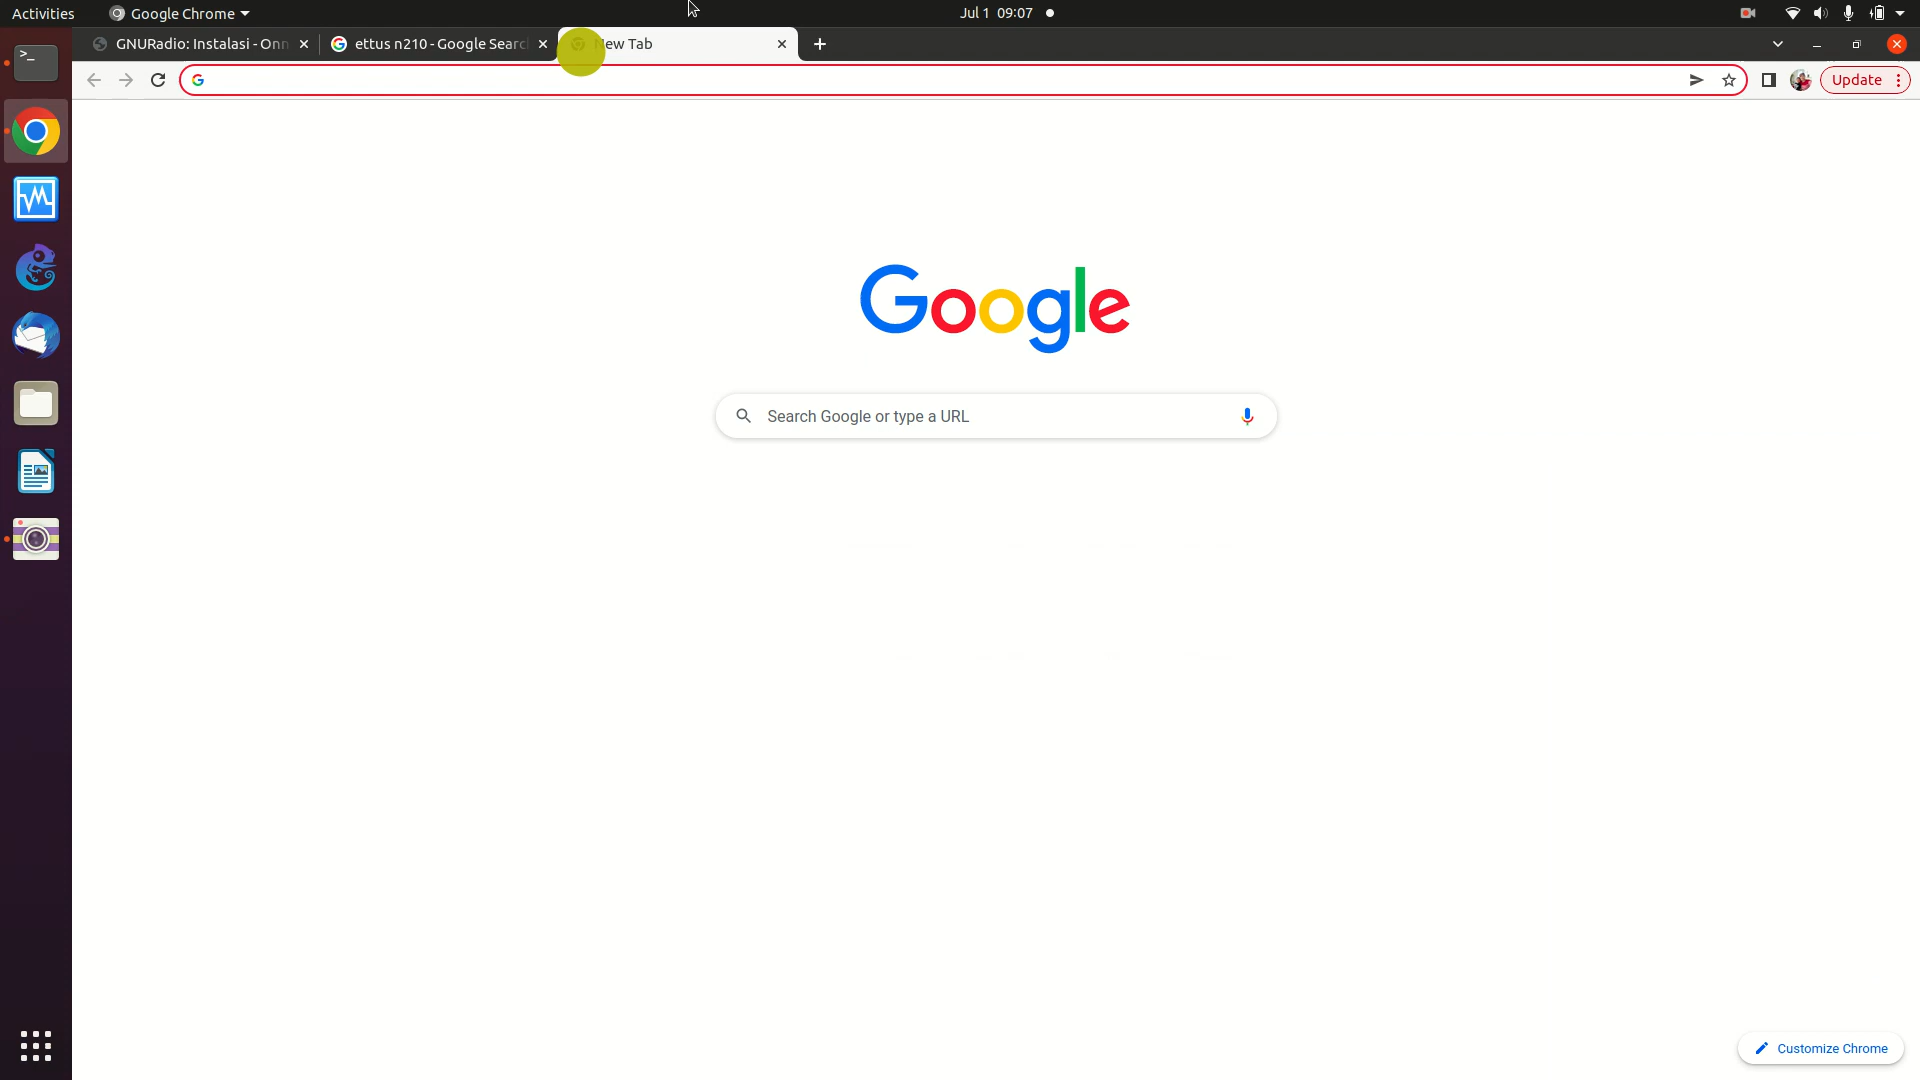 Activities
Google Chrome
Jul 1 09:07
GNURadio: Instalasi - Onn
ettus n210 - Google Searc
New Tab
Update
Google
Search Google or type a URL
Customize Chrome